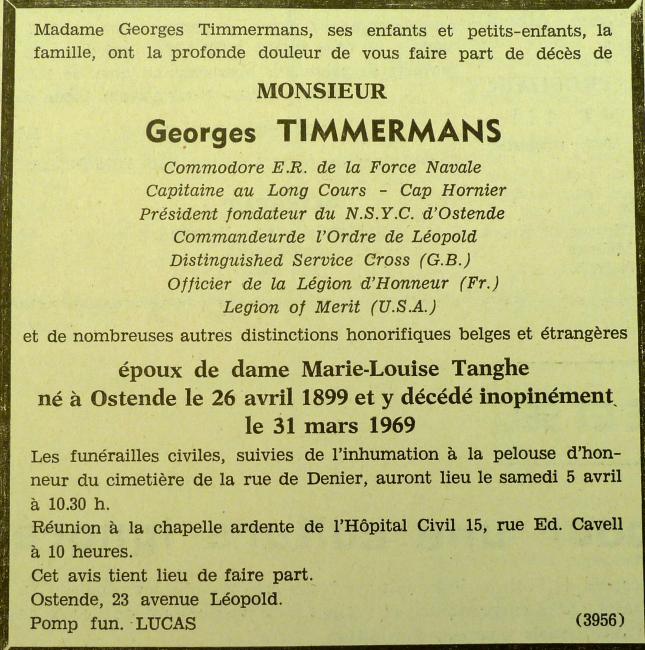 Madame Georges Timmermans, ses enfants et petits-enfants, la
famille, ont la profonde douleur de vous faire part de décès de
MONSIEUR
Georges TIMMERMANS
Commodore E.R. de la Force Navale
Capitaine au Long Cours - Cap Hornier
Président fondateur du N.S.Y.C. d'Ostende
Commandeurde l'Ordre de Léopold
Distinguished Service Cross (G.B.)
Officier de la Légion d'Honneur (Fr.)
Legion of Merit (U.S.A.)
et de nombreuses autres distinctions honorifiques belges et étrangères
époux de dame Marie-Louise Tanghe
né à Ostende le 26 avril 1899 et y décédé inopinément
le 31 mars 1969
Les funérailles civiles, suivies de l'inhumation à la pelouse d'hon-
neur du cimetière de la rue de Denier, auront lieu le samedi 5 avril
à 10.30 h.
Réunion à la chapelle ardente de l'Hôpital Civil 15, rue Ed. Cavell
à 10 heures.
Cet avis tient lieu de faire part.
Ostende, 23 avenue Léopold.
Pomp fun. LUCAS (3956)